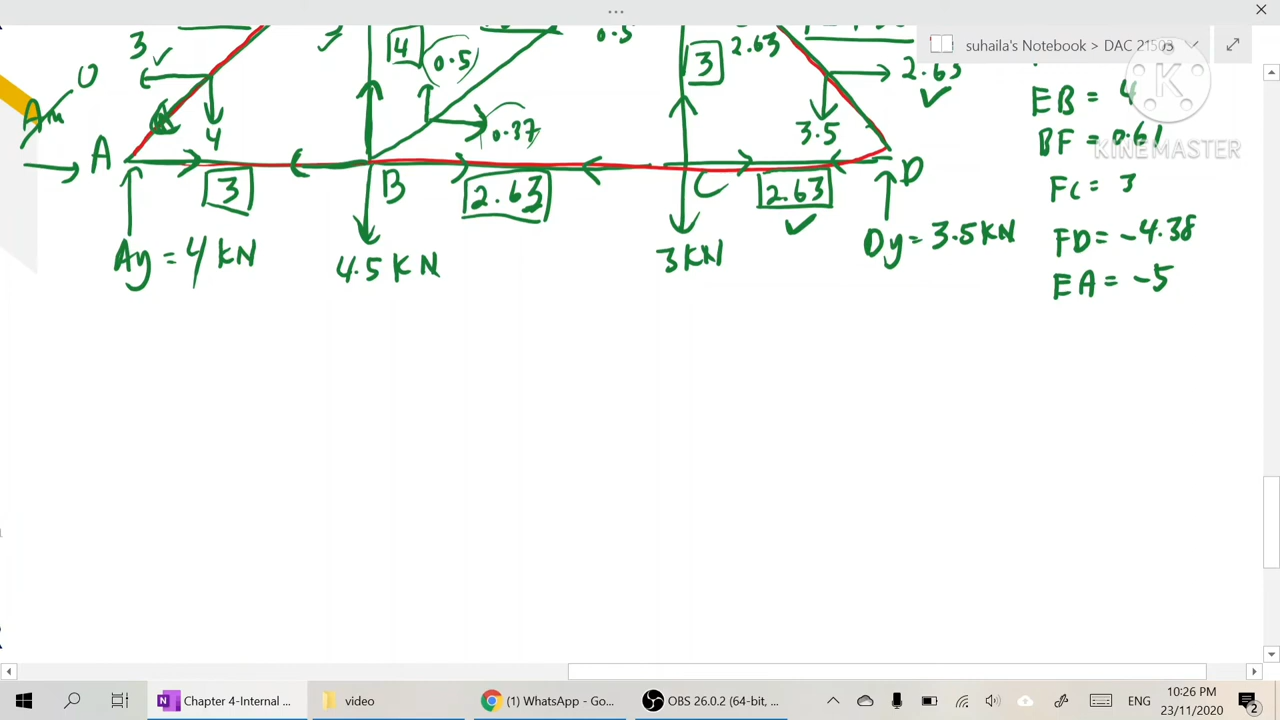 suhaila's Notebook > DAC 21503
KINEMASTER
3 ✓
4
0.5
0.5
2.63
3
2.63 ✓
0
4
0.37
3.5
EB = 4
BF = 0.61
A
B
C
D
3
2.63
2.63 ✓
FC = 3
Ay = 4 KN
4.5 KN
3 KN
Dy = 3.5 KN
FD = -4.38
EA = -5
Chapter 4-Internal ...
video
(1) WhatsApp - Go...
OBS 26.0.2 (64-bit, ...
ENG
10:26 PM
23/11/2020
2